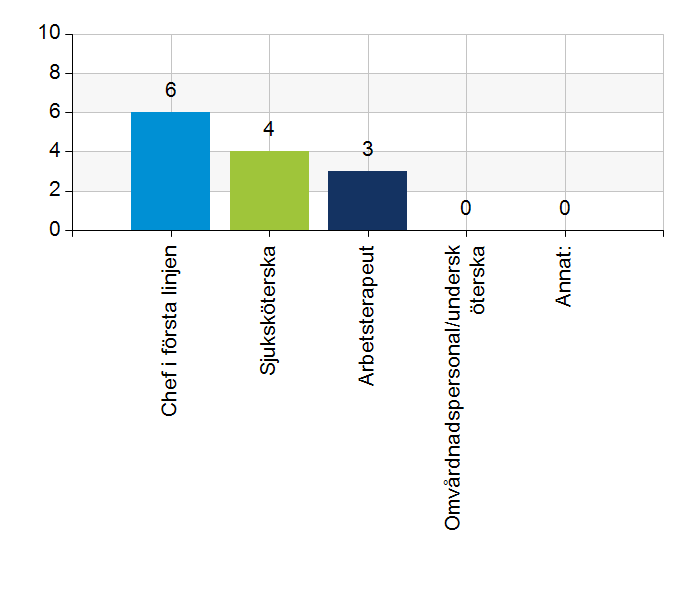 10
8
6
4
2
0
6
4
3
0
0
Chef i första linjen
Sjuksköterska
Arbetsterapeut
Omvårdnadspersonal/undersk
öterska
Annat: